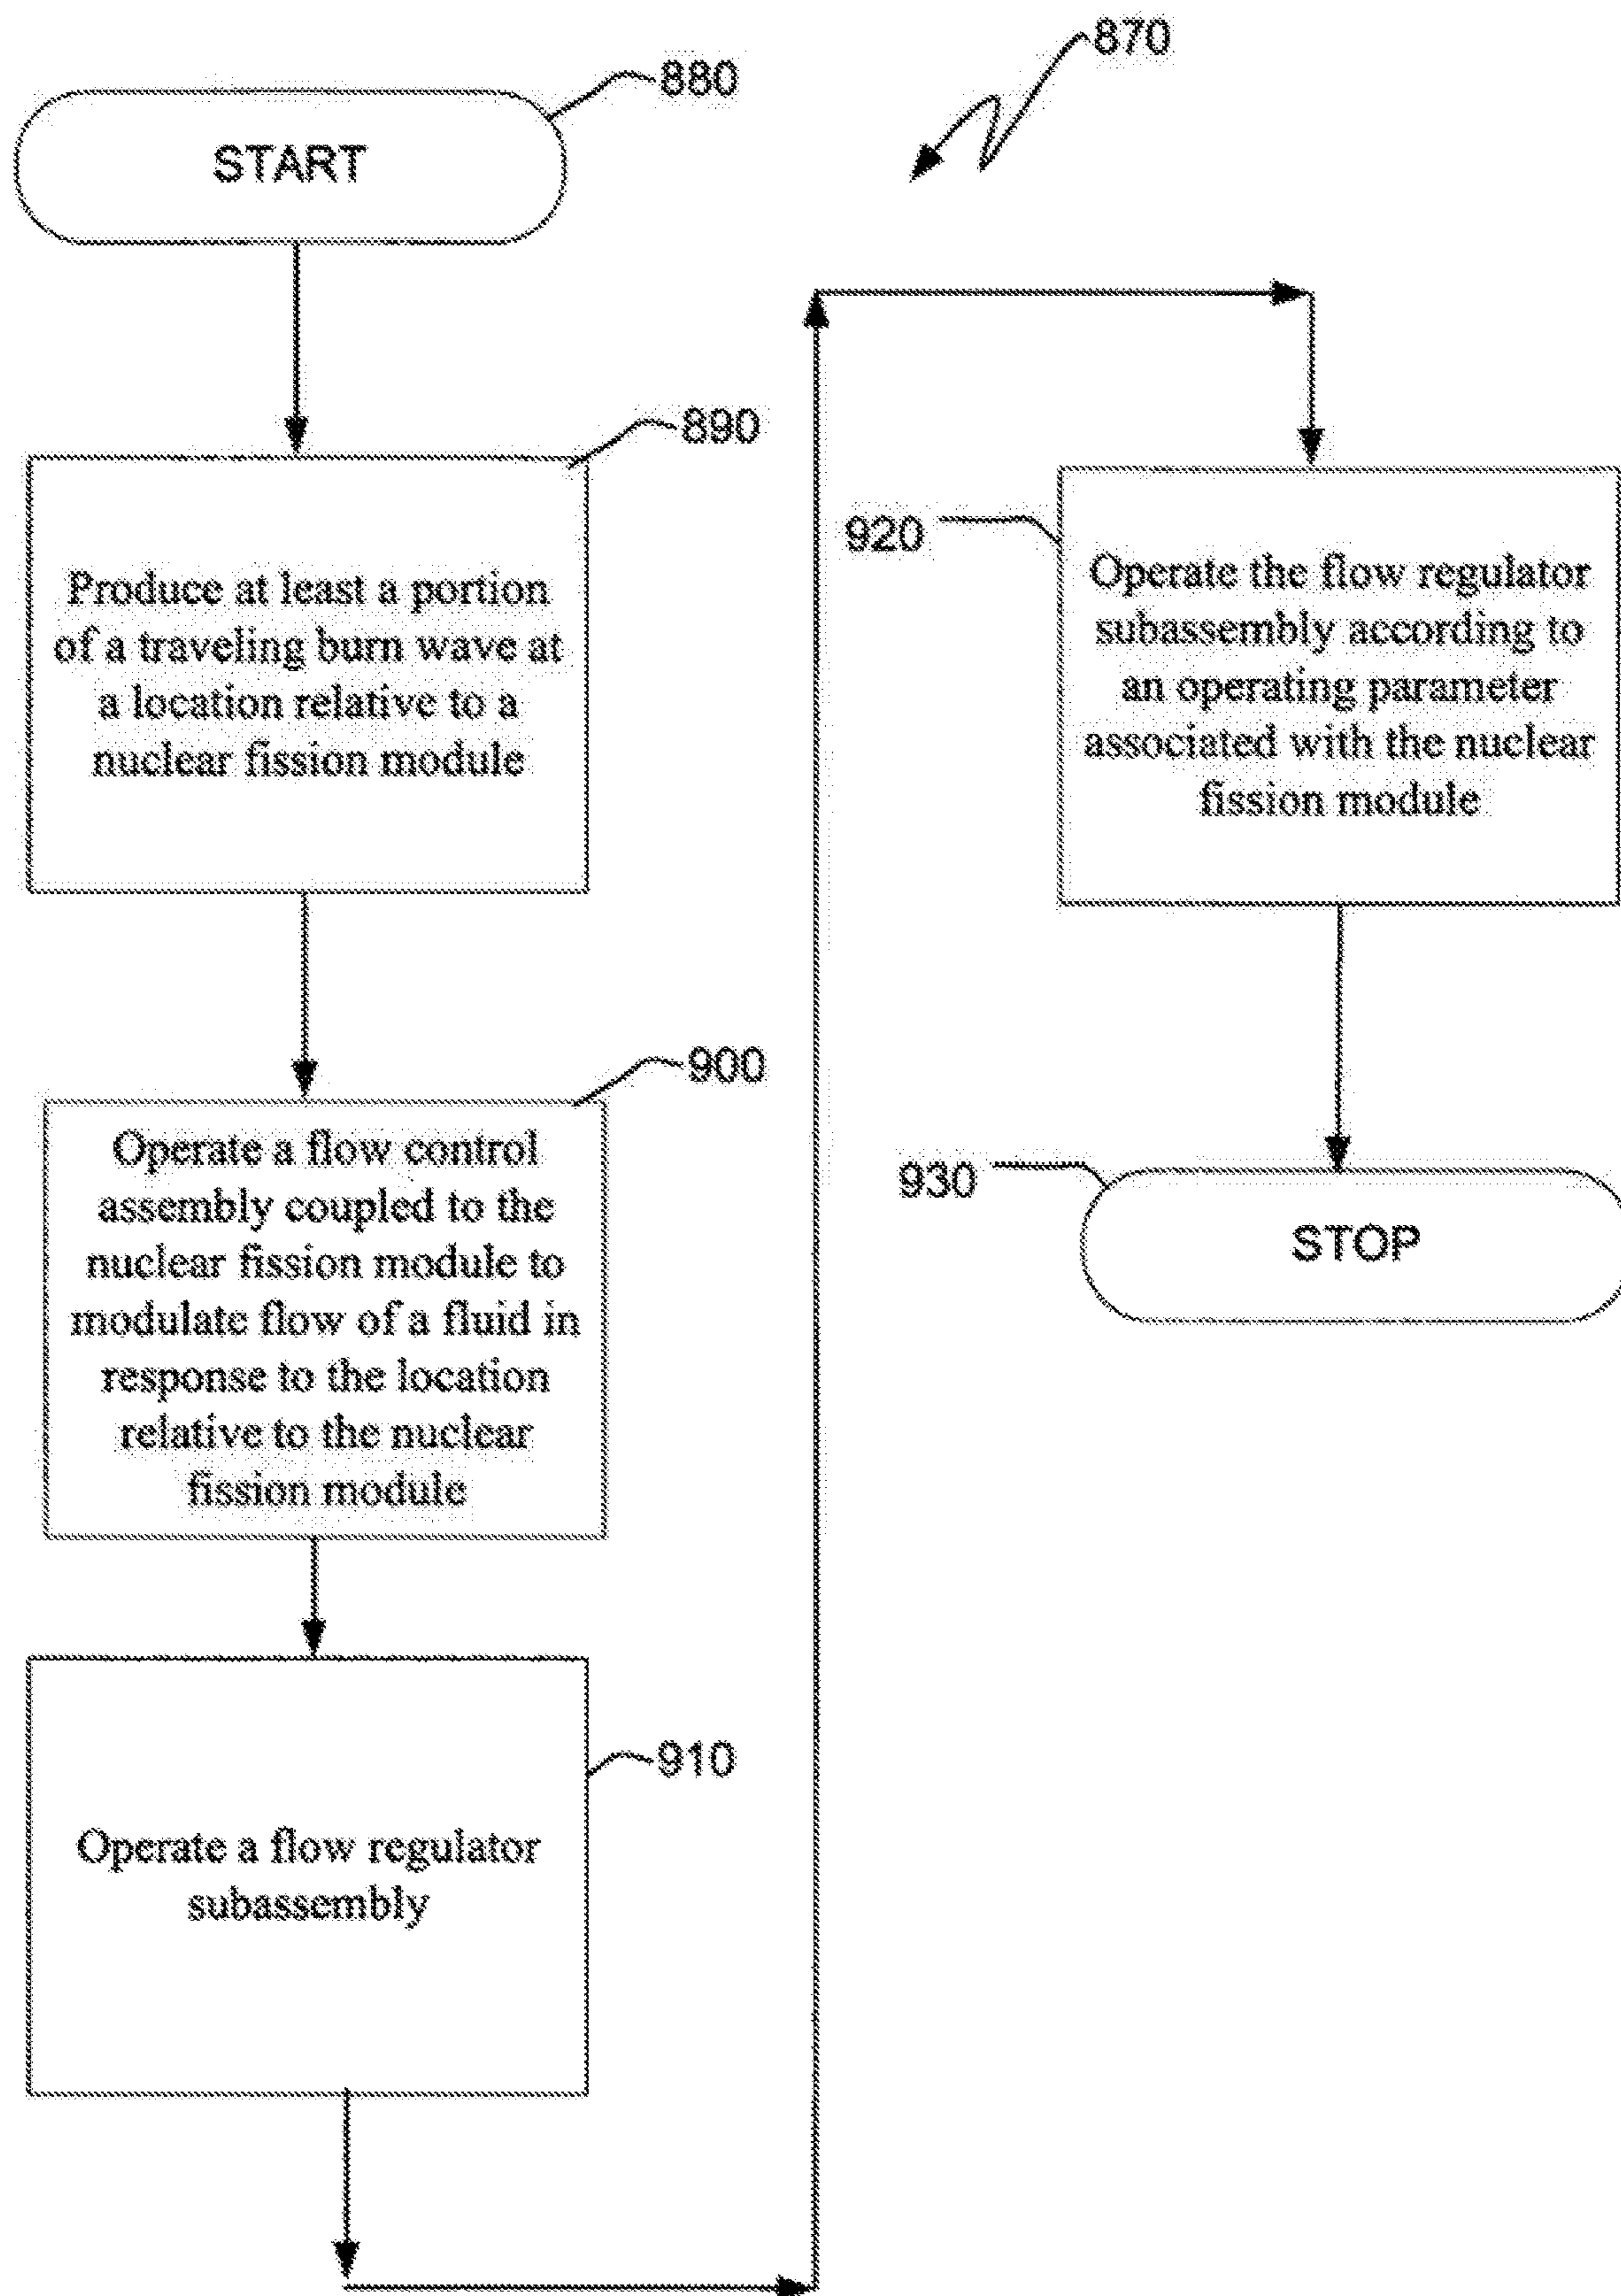 870
880
START
890
Produce at least a portion
of a traveling burn wave at
a location relative to a
nuclear fission module
900
Operate a flow control
assembly coupled to the
nuclear fission module to
modulate flow of a fluid in
response to the location
relative to the nuclear
fission module
910
Operate a flow regulator
subassembly
920
Operate the flow regulator
subassembly according to
an operating parameter
associated with the nuclear
fission module
930
STOP